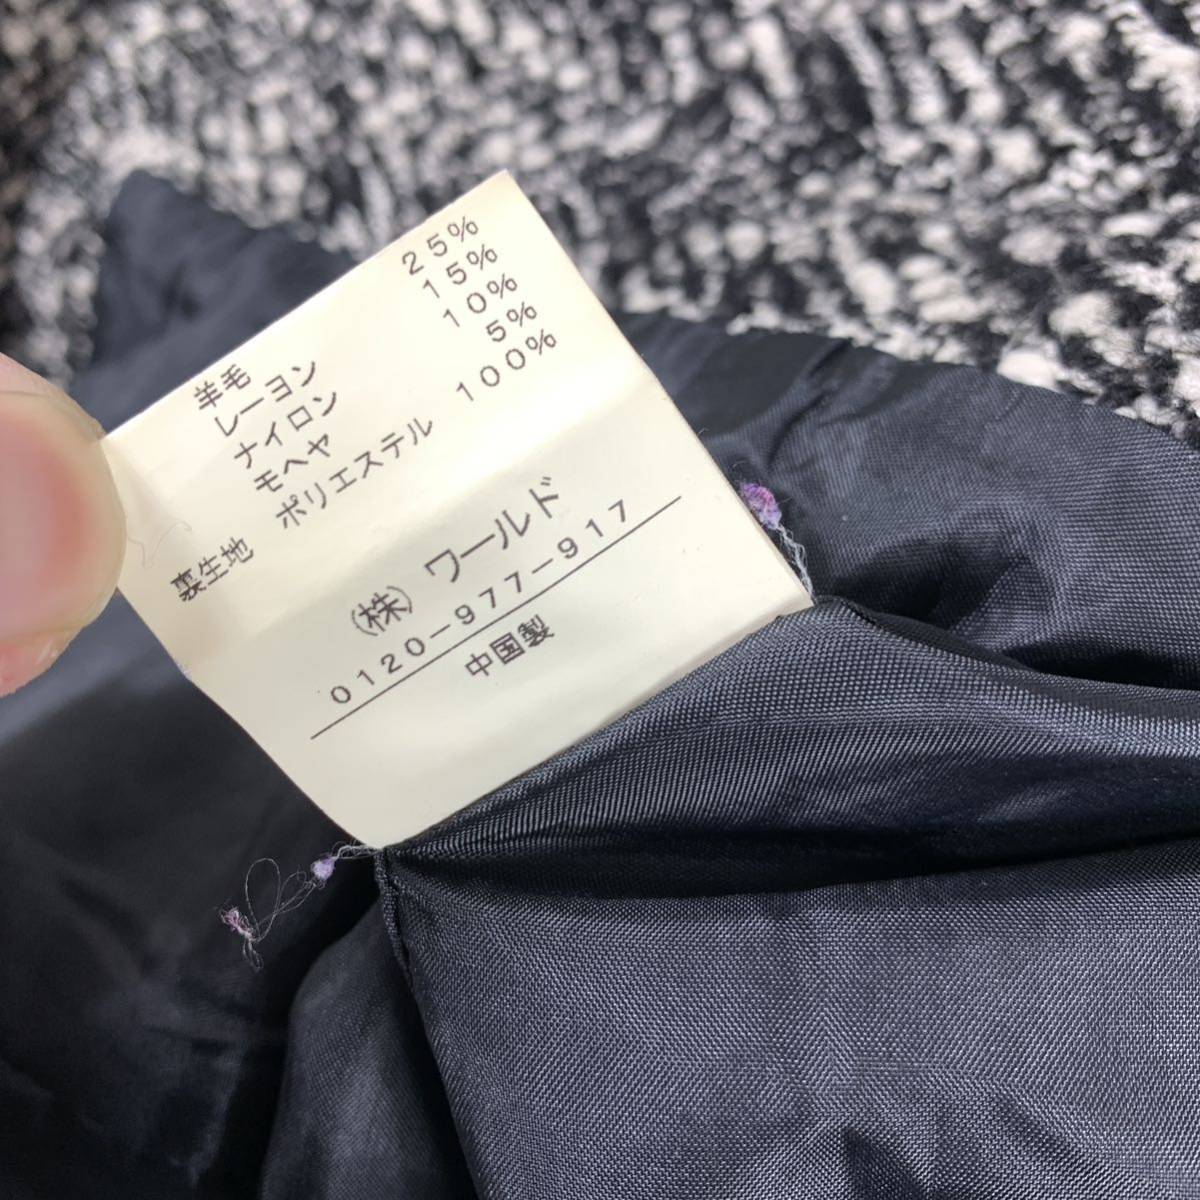 羊毛 25%
レーヨン 15%
ナイロン 10%
モヘヤ 5%
裏生地 ポリエステル 100%
(株) ワールド
0120-977-917
中国製